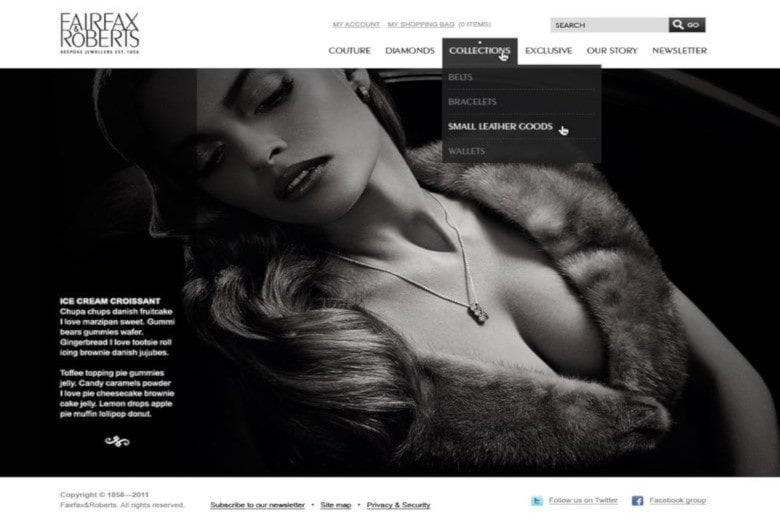 FAIRFAX
& ROBERTS
BESPOKE JEWELLERS EST. 1858
MY ACCOUNT MY SHOPPING BAG (0 ITEMS)
SEARCH GO
COUTURE DIAMONDS COLLECTIONS EXCLUSIVE OUR STORY NEWSLETTER
BELTS
BRACELETS
SMALL LEATHER GOODS
WALLETS
ICE CREAM CROISSANT
Chupa chups danish fruitcake
I love marzipan sweet. Gummi
bears gummies wafer.
Gingerbread I love tootsie roll
icing brownie danish jujubes.
Toffee topping pie gummies
jelly. Candy caramels powder
I love pie cheesecake brownie
cake jelly. Lemon drops apple
pie muffin lollipop donut.
Copyright © 1858—2011
Fairfax&Roberts. All rights reserved.
Subscribe to our newsletter • Site map • Privacy & Security
Follow us on Twitter Facebook group